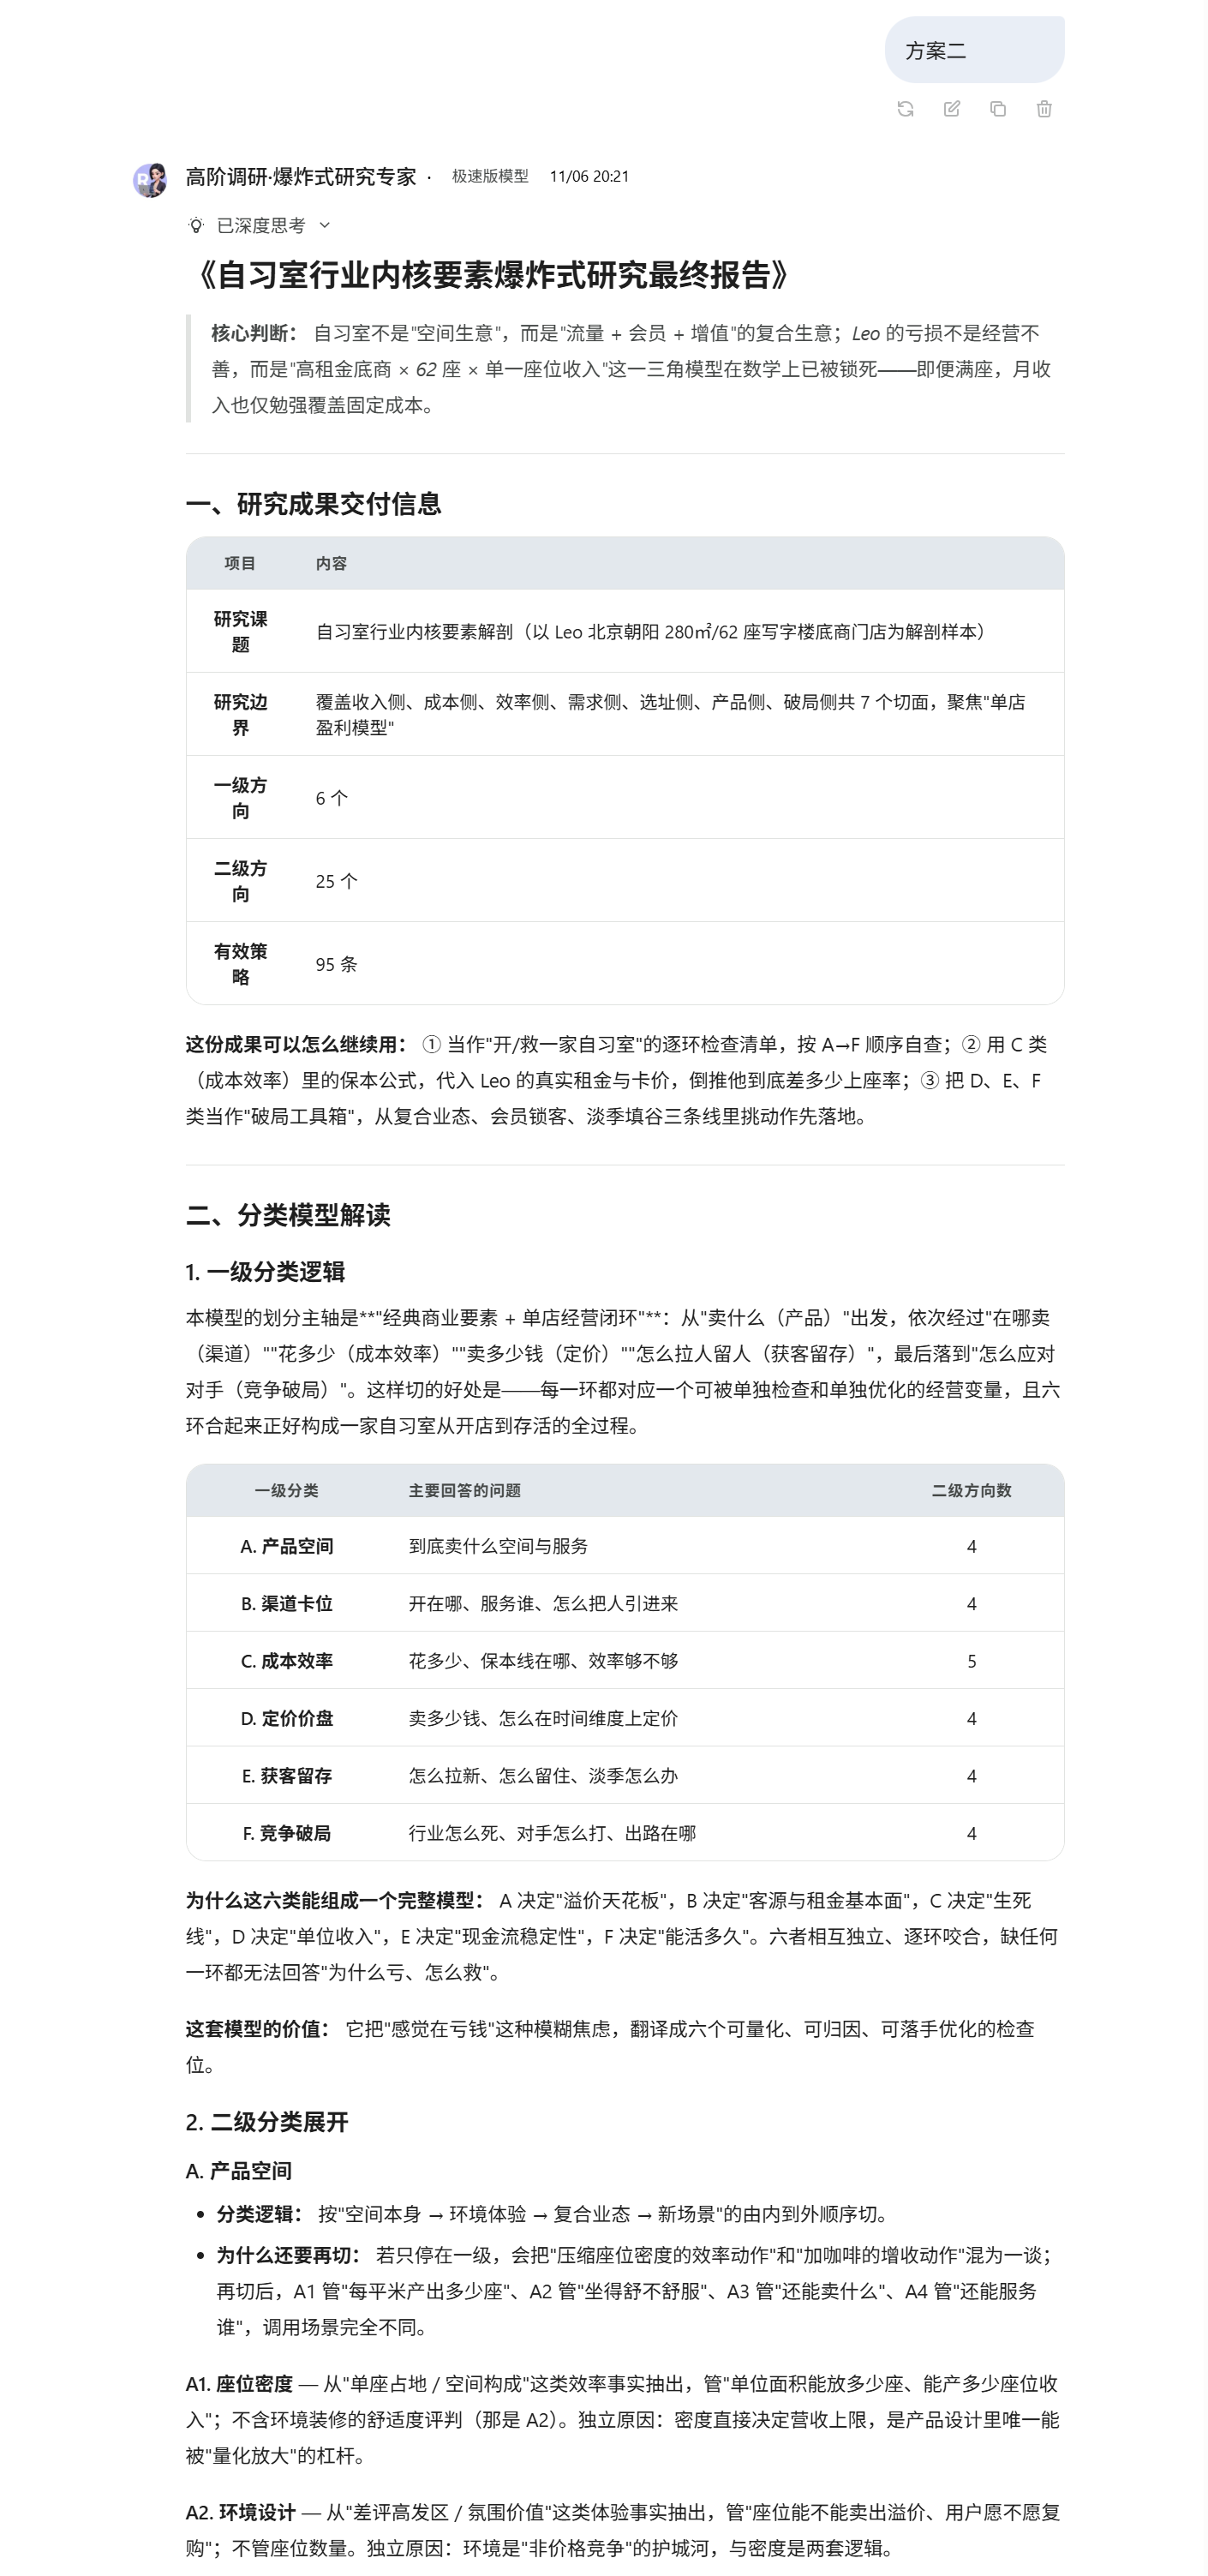 方案二
高阶调研·爆炸式研究专家 · 极速版模型 11/06 20:21
已深度思考
《自习室行业内核要素爆炸式研究最终报告》
核心判断： 自习室不是"空间生意"，而是"流量 + 会员 + 增值"的复合生意；Leo 的亏损不是经营不
善，而是"高租金底商 × 62 座 × 单一座位收入"这一三角模型在数学上已被锁死——即便满座，月收
入也仅勉强覆盖固定成本。
一、研究成果交付信息
项目 内容
研究课
题
自习室行业内核要素解剖（以 Leo 北京朝阳 280㎡/62 座写字楼底商门店为解剖样本）
研究边
界
覆盖收入侧、成本侧、效率侧、需求侧、选址侧、产品侧、破局侧共 7 个切面，聚焦"单店
盈利模型"
一级方
向
6 个
二级方
向
25 个
有效策
略
95 条
这份成果可以怎么继续用： ① 当作"开/救一家自习室"的逐环检查清单，按 A→F 顺序自查；② 用 C 类
（成本效率）里的保本公式，代入 Leo 的真实租金与卡价，倒推他到底差多少上座率；③ 把 D、E、F
类当作"破局工具箱"，从复合业态、会员锁客、淡季填谷三条线里挑动作先落地。
二、分类模型解读
1. 一级分类逻辑
本模型的划分主轴是**"经典商业要素 + 单店经营闭环"**：从"卖什么（产品）"出发，依次经过"在哪卖
（渠道）""花多少（成本效率）""卖多少钱（定价）""怎么拉人留人（获客留存）"，最后落到"怎么应对
对手（竞争破局）"。这样切的好处是——每一环都对应一个可被单独检查和单独优化的经营变量，且六
环合起来正好构成一家自习室从开店到存活的全过程。
一级分类 主要回答的问题 二级方向数
A. 产品空间 到底卖什么空间与服务 4
B. 渠道卡位 开在哪、服务谁、怎么把人引进来 4
C. 成本效率 花多少、保本线在哪、效率够不够 5
D. 定价价盘 卖多少钱、怎么在时间维度上定价 4
E. 获客留存 怎么拉新、怎么留住、淡季怎么办 4
F. 竞争破局 行业怎么死、对手怎么打、出路在哪 4
为什么这六类能组成一个完整模型： A 决定"溢价天花板"，B 决定"客源与租金基本面"，C 决定"生死
线"，D 决定"单位收入"，E 决定"现金流稳定性"，F 决定"能活多久"。六者相互独立、逐环咬合，缺任何
一环都无法回答"为什么亏、怎么救"。
这套模型的价值： 它把"感觉在亏钱"这种模糊焦虑，翻译成六个可量化、可归因、可落手优化的检查
位。
2. 二级分类展开
A. 产品空间
• 分类逻辑： 按"空间本身 → 环境体验 → 复合业态 → 新场景"的由内到外顺序切。
• 为什么还要再切： 若只停在一级，会把"压缩座位密度的效率动作"和"加咖啡的增收动作"混为一谈；
再切后，A1 管"每平米产出多少座"、A2 管"坐得舒不舒服"、A3 管"还能卖什么"、A4 管"还能服务
谁"，调用场景完全不同。
A1. 座位密度 — 从"单座占地 / 空间构成"这类效率事实抽出，管"单位面积能放多少座、能产多少座位收
入"；不含环境装修的舒适度评判（那是 A2）。独立原因：密度直接决定营收上限，是产品设计里唯一能
被"量化放大"的杠杆。
A2. 环境设计 — 从"差评高发区 / 氛围价值"这类体验事实抽出，管"座位能不能卖出溢价、用户愿不愿复
购"；不管座位数量。独立原因：环境是"非价格竞争"的护城河，与密度是两套逻辑。